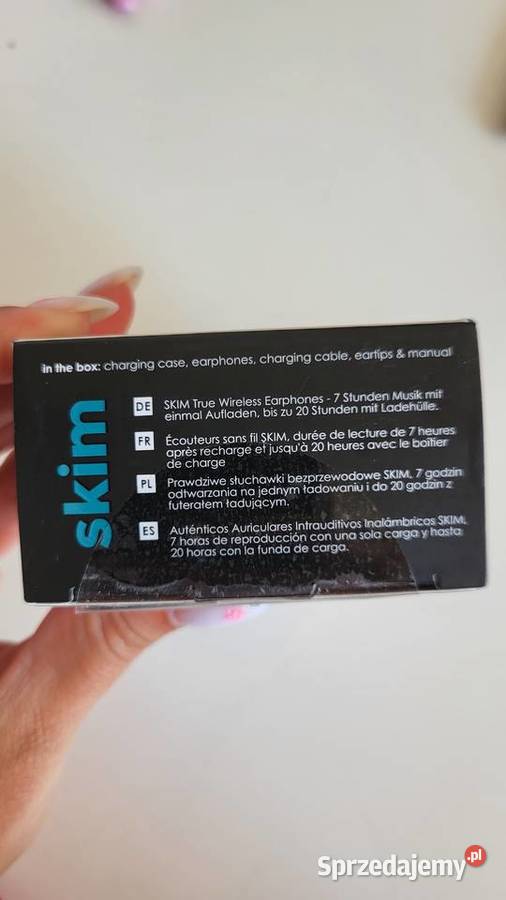 in the box: charging case, earphones, charging cable, eartips & manual
skim
DE SKIM True Wireless Earphones - 7 Stunden Musik mit
einmal Aufladen, bis zu 20 Stunden mit Ladehülle.
FR Écouteurs sans fil SKIM, durée de lecture de 7 heures
après recharge et jusqu'à 20 heures avec le boîtier
de charge
PL Prawdziwe słuchawki bezprzewodowe SKIM, 7 godzin
odtwarzania na jednym ładowaniu i do 20 godzin z
futerałem ładującym.
ES Auténticos Auriculares Intrauditivos Inalámbricas SKIM,
7 horas de reproducción con una sola carga y hasta
20 horas con la funda de carga.
Sprzedajemy.pl